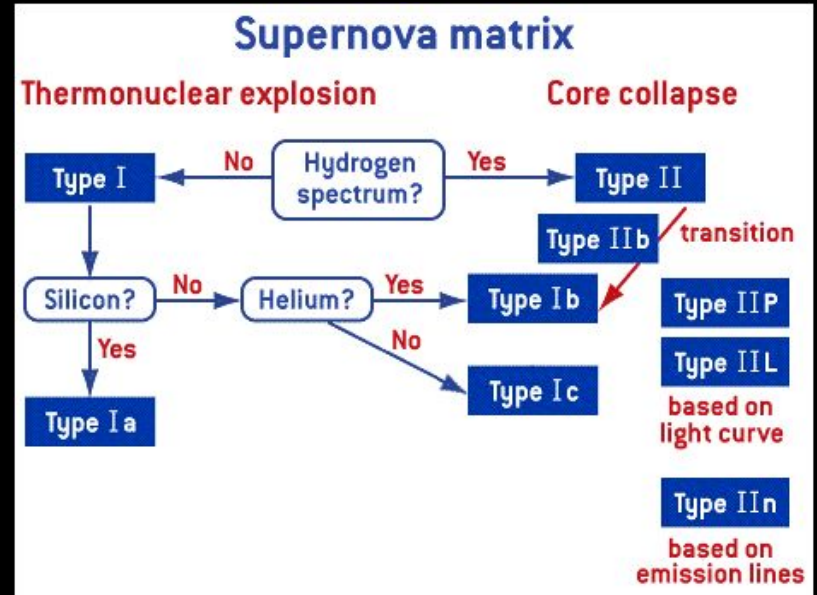 Supernova matrix
Thermonuclear explosion
Core collapse
Type I
No
Hydrogen
spectrum?
Yes
Type II
Type IIb
transition
Silicon?
No
Helium?
Yes
Type Ib
Type IIP
Yes
No
Type IIL
Type Ia
Type Ic
based on
light curve
Type IIn
based on
emission lines